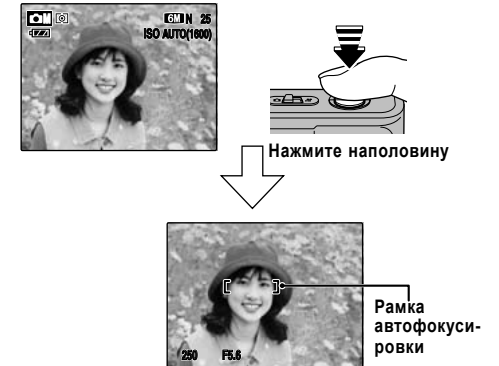 M 6M N 25
ISO AUTO(1600)
Нажмите наполовину
Рамка
автофокуси-
ровки
250 F5.6